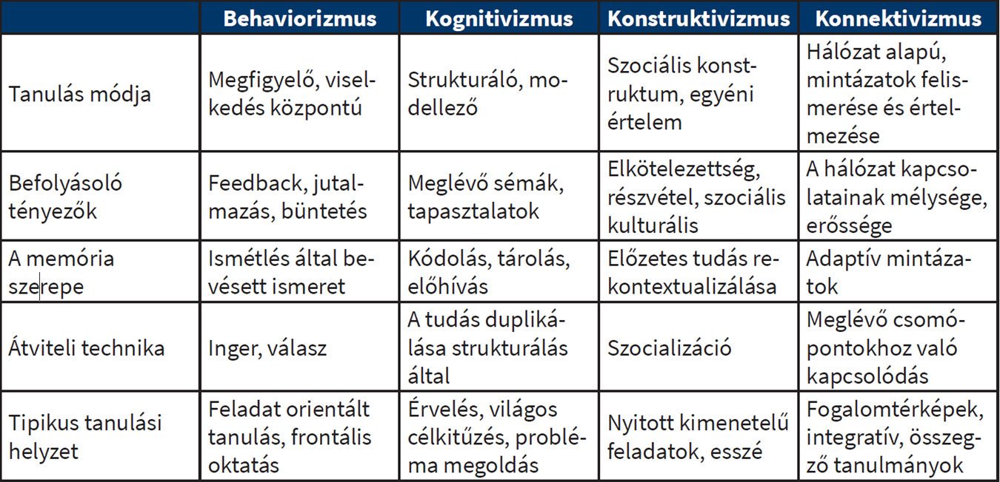 Behaviorizmus Kognitivizmus Konstruktivizmus Konnektivizmus
Tanulás módja
Megfigyelő, visel-
kedés központú
Strukturáló, mo-
dellező
Szociális konst-
ruktum, egyéni
értelem
Hálózat alapú,
mintázatok felis-
merése és értel-
mezése
Befolyásoló
tényezők
Feedback, jutal-
mazás, büntetés
Meglévő sémák,
tapasztalatok
Elkötelezettség,
részvétel, szociális
kulturális
A hálózat kapcso-
latainak mélysége,
erőssége
A memória
szerepe
Ismétlés által be-
vésett ismeret
Kódolás, tárolás,
előhívás
Előzetes tudás re-
kontextualizálása
Adaptív mintáza-
tok
Átviteli technika
Inger, válasz
A tudás dupliká-
lása strukturálás
által
Szocializáció
Meglévő csomó-
pontokhoz való
kapcsolódás
Tipikus tanulási
helyzet
Feladat orientált
tanulás, frontális
oktatás
Érvelés, világos
célkitűzés, problé-
ma megoldás
Nyitott kimenetelű
feladatok, esszé
Fogalomtérképek,
integratív, összeg-
ző tanulmányok